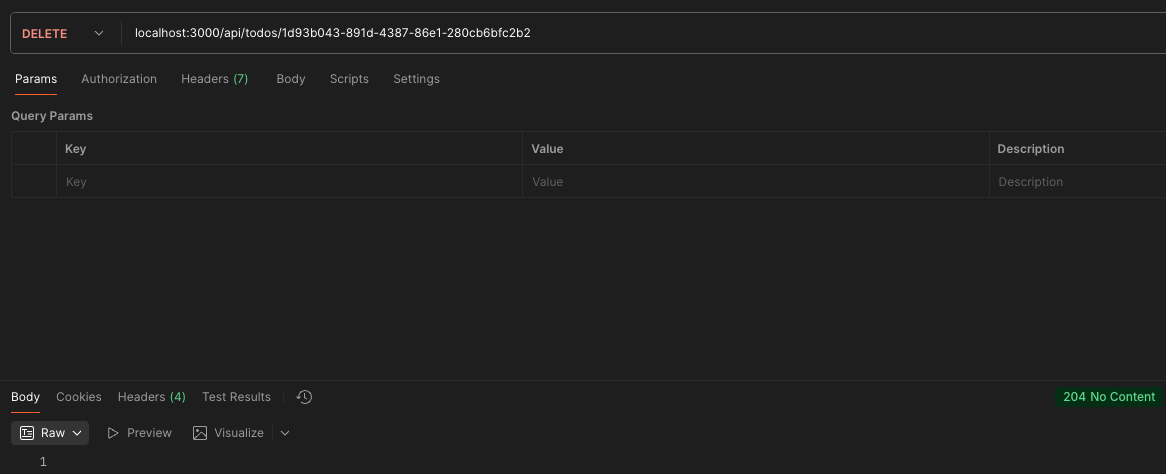 DELETE localhost:3000/api/todos/1d93b043-891d-4387-86e1-280cb6bfc2b2
Params Authorization Headers (7) Body Scripts Settings
Query Params
Key Value Description
Key Value Description
Body Cookies Headers (4) Test Results 204 No Content
Raw Preview Visualize
1